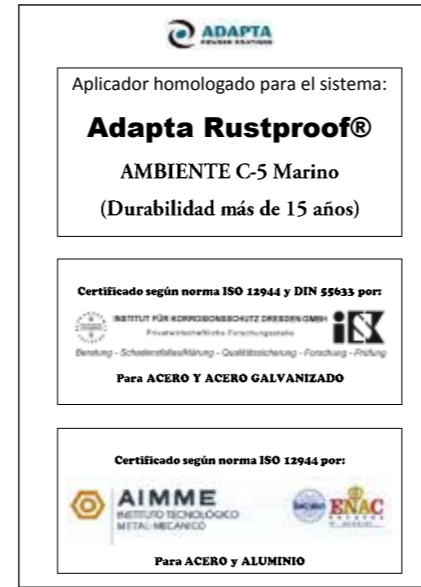 ADAPTA
Aplicador homologado para el sistema:
Adapta Rustproof®
AMBIENTE C-5 Marino
(Durabilidad más de 15 años)
Certificado según norma ISO 12944 y DIN 55633 por:
INSTITUT FÜR KORROSIONSSCHUTZ DRESDEN GMBH
Privatwirtschaftliche Forschungsstelle
Beratung - Schadensfallaufklärung - Qualitätssicherung - Forschung - Prüfung
Para ACERO Y ACERO GALVANIZADO
Certificado según norma ISO 12944 por:
AIMME
INSTITUTO TECNOLÓGICO
METAL·MECÁNICO
ENAC
Para ACERO y ALUMINIO